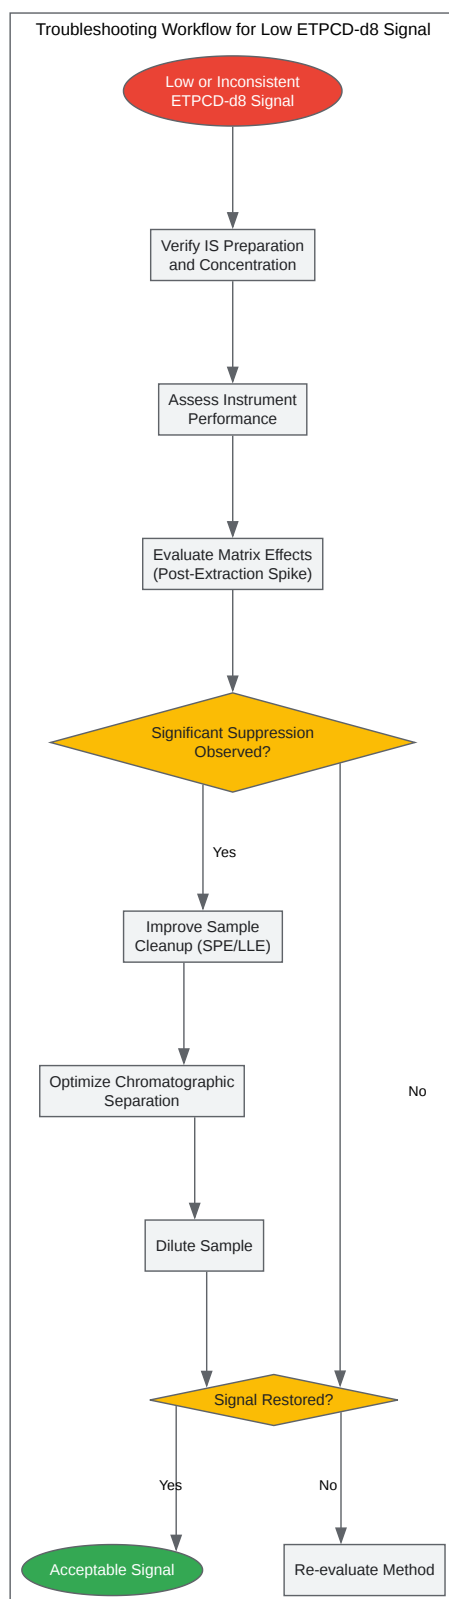 Troubleshooting Workflow for Low ETPCD-d8 Signal
Low or Inconsistent
ETPCD-d8 Signal
Verify IS Preparation
and Concentration
Assess Instrument
Performance
Evaluate Matrix Effects
(Post-Extraction Spike)
Significant Suppression
Observed?
Yes
Improve Sample
Cleanup (SPE/LLE)
Optimize Chromatographic
Separation
No
Dilute Sample
Signal Restored?
Yes
No
Acceptable Signal
Re-evaluate Method